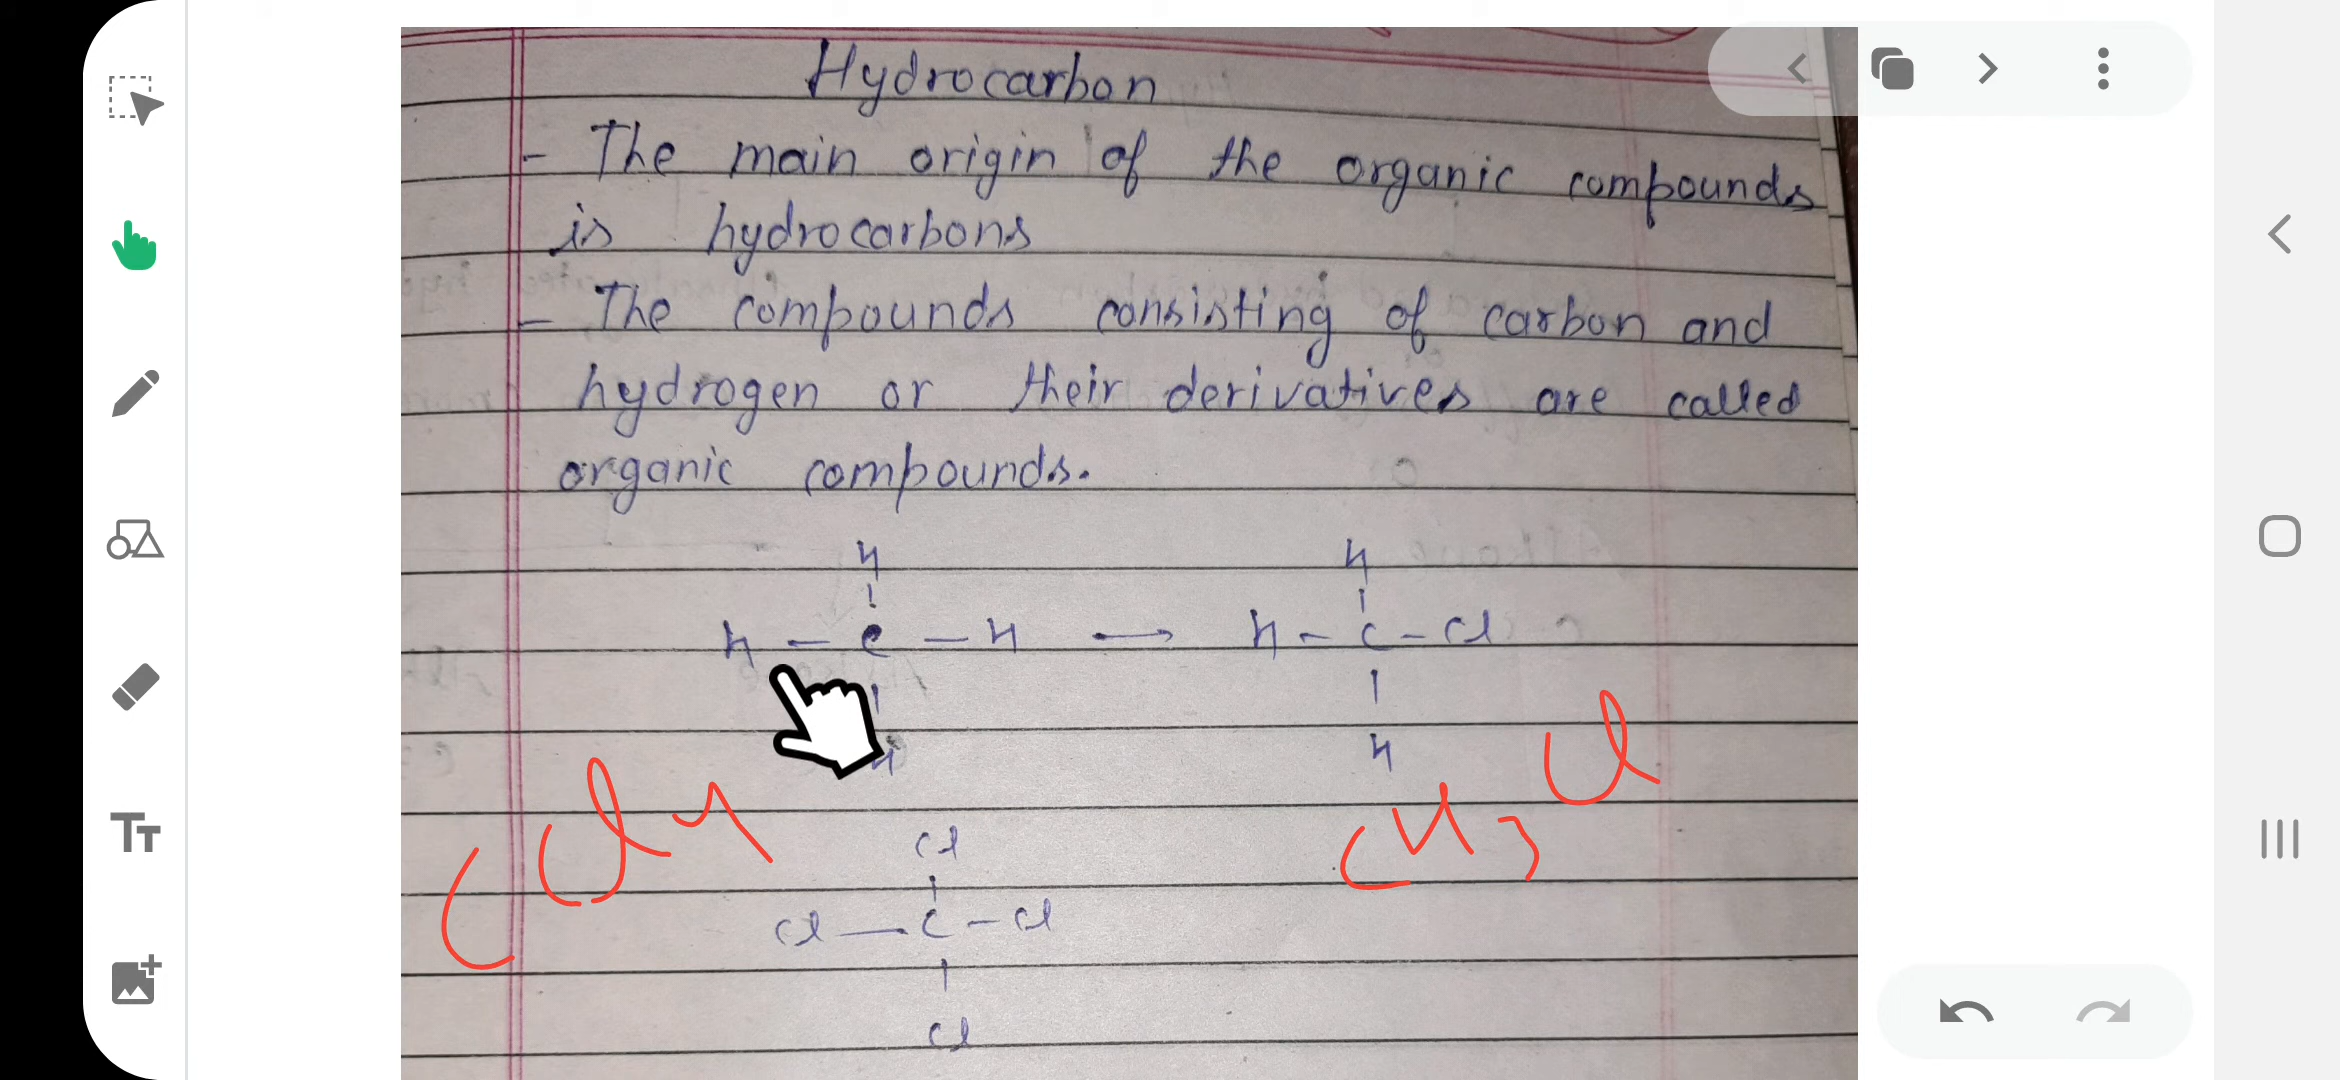 Hydrocarbon
- The main origin of the organic compounds
is hydrocarbons
- The compounds consisting of carbon and
hydrogen or their derivatives are called
organic compounds.
H H
H - C - H → H - C - Cl
H H
CCl4 CH3Cl
Cl
Cl - C - Cl
Cl
TT